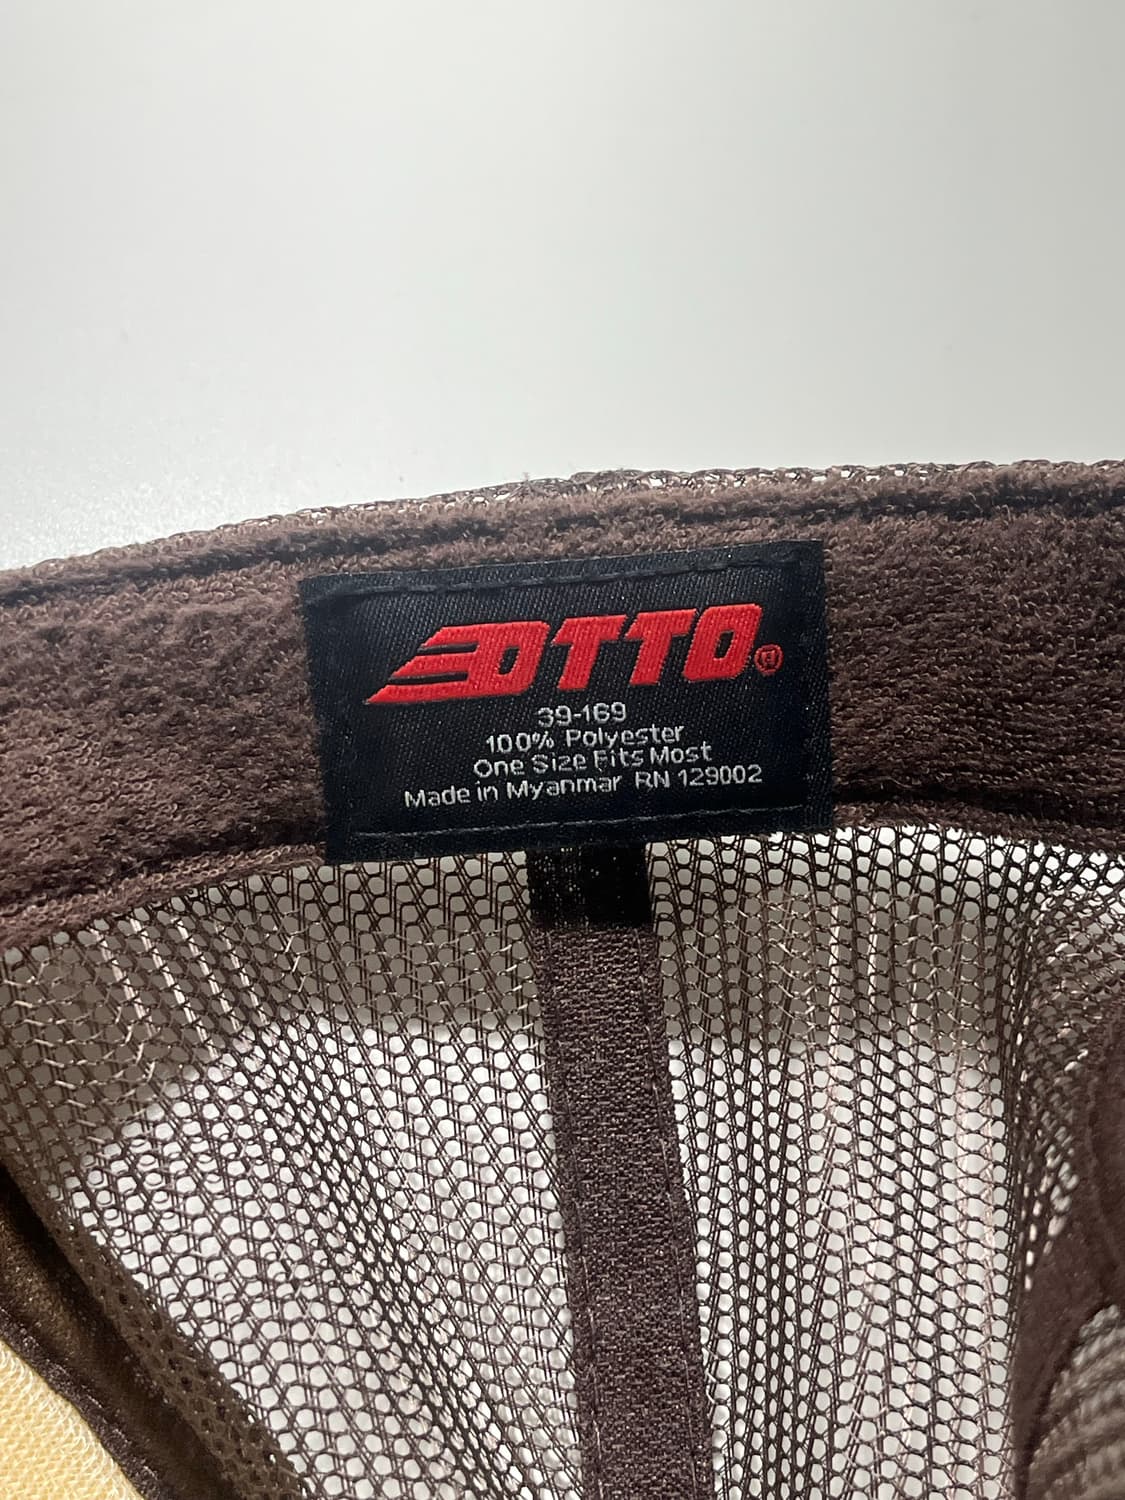 OTTO®
39-169
100% Polyester
One Size Fits Most
Made in Myanmar RN 129002